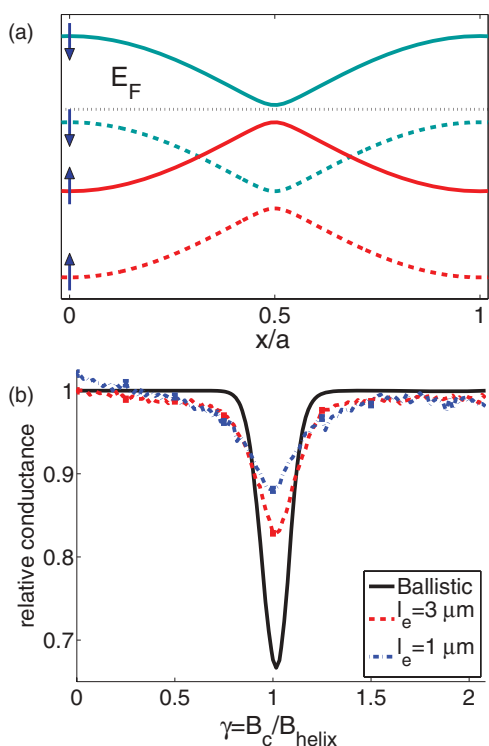 (a)
E_F
0
0.5
1
x/a
(b)
1
0.9
0.8
0.7
relative conductance
Ballistic
l_e=3 μm
l_e=1 μm
0
0.5
1
1.5
2
γ=B_c/B_helix